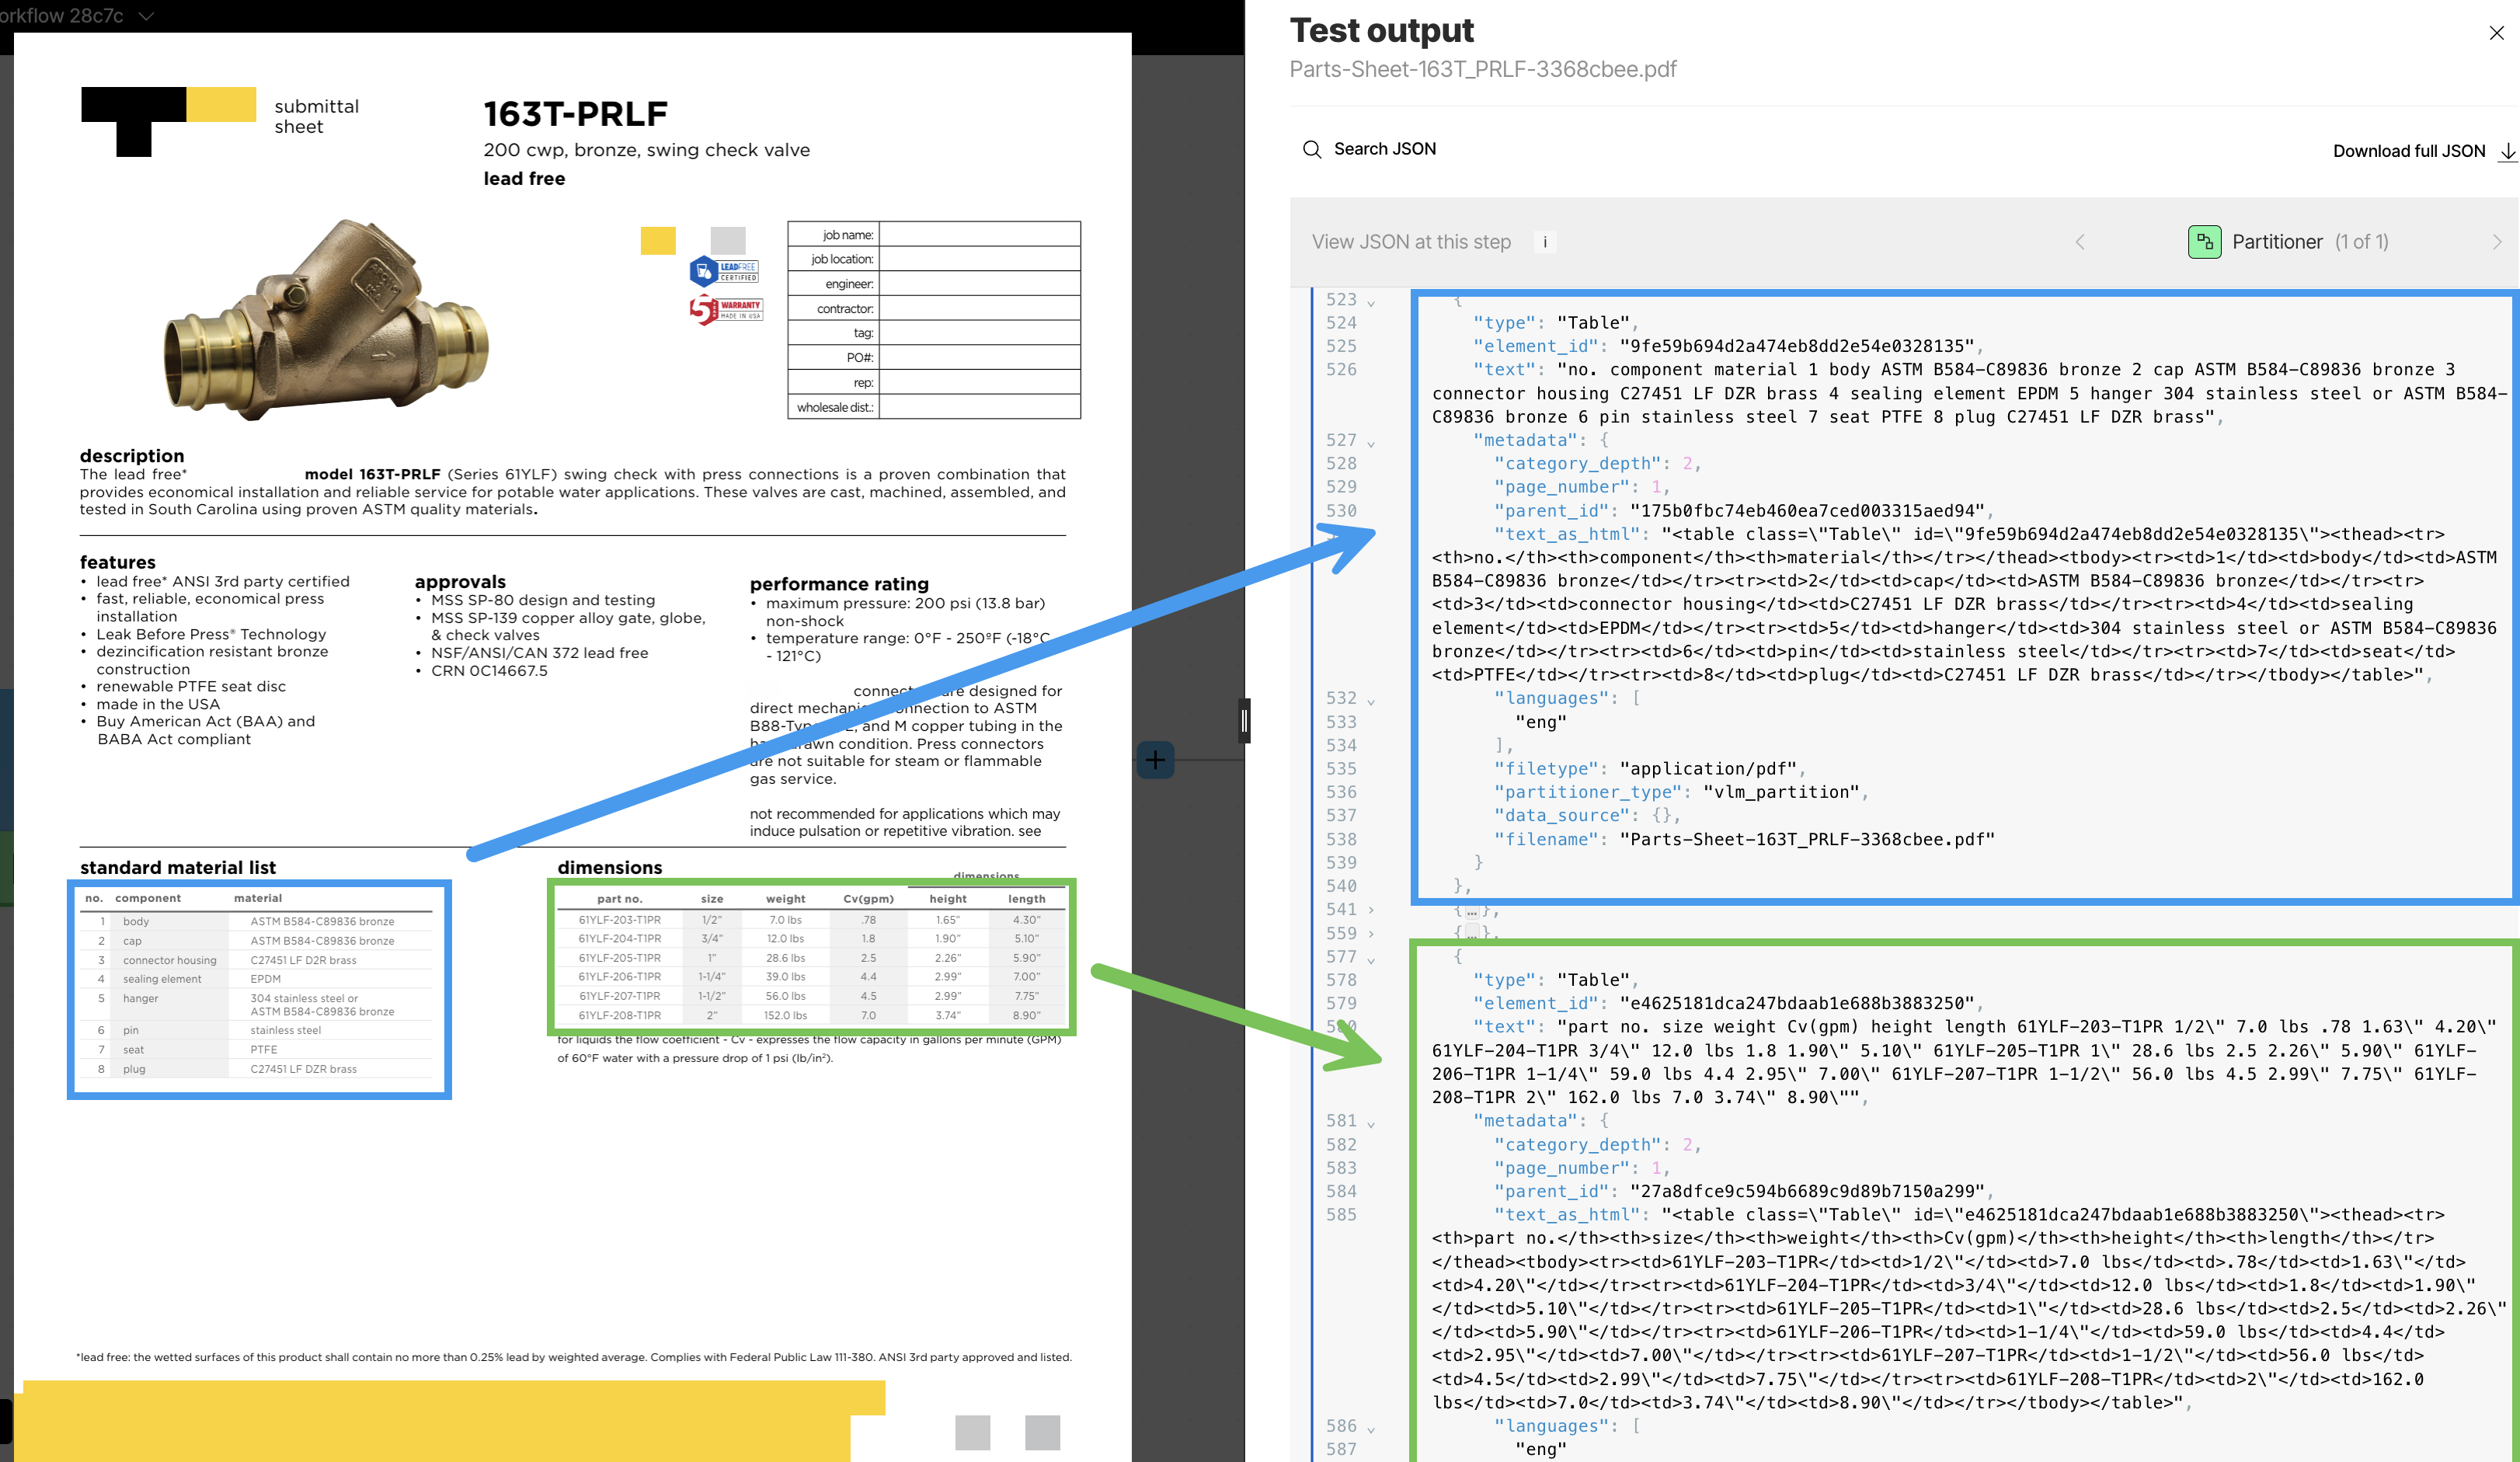 orkflow 28c7c
submittal
sheet
163T-PRLF
200 cwp, bronze, swing check valve
lead free
LEADFREE
CERTIFIED
5 WARRANTY
MADE IN USA
job name:
job location:
engineer:
contractor:
tag:
PO#:
rep:
wholesale dist.:
description
The lead free* model 163T-PRLF (Series 61YLF) swing check with press connections is a proven combination that
provides economical installation and reliable service for potable water applications. These valves are cast, machined, assembled, and
tested in South Carolina using proven ASTM quality materials.
features
• lead free* ANSI 3rd party certified
• fast, reliable, economical press
installation
• Leak Before Press® Technology
• dezincification resistant bronze
construction
• renewable PTFE seat disc
• made in the USA
• Buy American Act (BAA) and
BABA Act compliant
approvals
• MSS SP-80 design and testing
• MSS SP-139 copper alloy gate, globe,
& check valves
• NSF/ANSI/CAN 372 lead free
• CRN 0C14667.5
performance rating
• maximum pressure: 200 psi (13.8 bar)
non-shock
• temperature range: 0°F - 250ºF (-18°C
- 121°C)
are designed for
direct connection to ASTM
and M copper tubing in the
condition. Press connectors
are not suitable for steam or flammable
gas service.
not recommended for applications which may
induce pulsation or repetitive vibration. see
standard material list
no. component material
1 body ASTM B584-C89836 bronze
2 cap ASTM B584-C89836 bronze
3 connector housing C27451 LF D2R brass
4 sealing element EPDM
5 hanger 304 stainless steel or
ASTM B584-C89836 bronze
6 pin stainless steel
7 seat PTFE
8 plug C27451 LF DZR brass
dimensions
dimensions
part no. size weight Cv(gpm) height length
61YLF-203-T1PR 1/2" 7.0 lbs .78 1.65" 4.30"
61YLF-204-T1PR 3/4" 12.0 lbs 1.8 1.90" 5.10"
61YLF-205-T1PR 1" 28.6 lbs 2.5 2.26" 5.90"
61YLF-206-T1PR 1-1/4" 39.0 lbs 4.4 2.99" 7.00"
61YLF-207-T1PR 1-1/2" 56.0 lbs 4.5 2.99" 7.75"
61YLF-208-T1PR 2" 152.0 lbs 7.0 3.74" 8.90"
for liquids the flow coefficient - Cv - expresses the flow capacity in gallons per minute (GPM)
of 60°F water with a pressure drop of 1 psi (lb/in²).
*lead free: the wetted surfaces of this product shall contain no more than 0.25% lead by weighted average. Complies with Federal Public Law 111-380. ANSI 3rd party approved and listed.
Test output
Parts-Sheet-163T_PRLF-3368cbee.pdf
Search JSON
Download full JSON
View JSON at this step i
Partitioner (1 of 1)
523 {
524 "type": "Table",
525 "element_id": "9fe59b694d2a474eb8dd2e54e0328135",
526 "text": "no. component material 1 body ASTM B584-C89836 bronze 2 cap ASTM B584-C89836 bronze 3
connector housing C27451 LF DZR brass 4 sealing element EPDM 5 hanger 304 stainless steel or ASTM B584-
C89836 bronze 6 pin stainless steel 7 seat PTFE 8 plug C27451 LF DZR brass",
527 "metadata": {
528 "category_depth": 2,
529 "page_number": 1,
530 "parent_id": "175b0fbc74eb460ea7ced003315aed94",
"text_as_html": "<table class=\"Table\" id=\"9fe59b694d2a474eb8dd2e54e0328135\"><thead><tr>
<th>no.</th><th>component</th><th>material</th></tr></thead><tbody><tr><td>1</td><td>body</td><td>ASTM
B584-C89836 bronze</td></tr><tr><td>2</td><td>cap</td><td>ASTM B584-C89836 bronze</td></tr><tr>
<td>3</td><td>connector housing</td><td>C27451 LF DZR brass</td></tr><tr><td>4</td><td>sealing
element</td><td>EPDM</td></tr><tr><td>5</td><td>hanger</td><td>304 stainless steel or ASTM B584-C89836
bronze</td></tr><tr><td>6</td><td>pin</td><td>stainless steel</td></tr><tr><td>7</td><td>seat</td>
<td>PTFE</td></tr><tr><td>8</td><td>plug</td><td>C27451 LF DZR brass</td></tr></tbody></table>",
532 "languages": [
533 "eng"
534 ],
535 "filetype": "application/pdf",
536 "partitioner_type": "vlm_partition",
537 "data_source": {},
538 "filename": "Parts-Sheet-163T_PRLF-3368cbee.pdf"
539 }
540 },
541 {…},
559 {…},
577 {
578 "type": "Table",
579 "element_id": "e4625181dca247bdaab1e688b3883250",
580 "text": "part no. size weight Cv(gpm) height length 61YLF-203-T1PR 1/2\" 7.0 lbs .78 1.63\" 4.20\"
61YLF-204-T1PR 3/4\" 12.0 lbs 1.8 1.90\" 5.10\" 61YLF-205-T1PR 1\" 28.6 lbs 2.5 2.26\" 5.90\" 61YLF-
206-T1PR 1-1/4\" 59.0 lbs 4.4 2.95\" 7.00\" 61YLF-207-T1PR 1-1/2\" 56.0 lbs 4.5 2.99\" 7.75\" 61YLF-
208-T1PR 2\" 162.0 lbs 7.0 3.74\" 8.90\"",
581 "metadata": {
582 "category_depth": 2,
583 "page_number": 1,
584 "parent_id": "27a8dfce9c594b6689c9d89b7150a299",
585 "text_as_html": "<table class=\"Table\" id=\"e4625181dca247bdaab1e688b3883250\"><thead><tr>
<th>part no.</th><th>size</th><th>weight</th><th>Cv(gpm)</th><th>height</th><th>length</th></tr>
</thead><tbody><tr><td>61YLF-203-T1PR</td><td>1/2\"</td><td>7.0 lbs</td><td>.78</td><td>1.63\"</td>
<td>4.20\"</td></tr><tr><td>61YLF-204-T1PR</td><td>3/4\"</td><td>12.0 lbs</td><td>1.8</td><td>1.90\"
</td><td>5.10\"</td></tr><tr><td>61YLF-205-T1PR</td><td>1\"</td><td>28.6 lbs</td><td>2.5</td><td>2.26\"
</td><td>5.90\"</td></tr><tr><td>61YLF-206-T1PR</td><td>1-1/4\"</td><td>59.0 lbs</td><td>4.4</td>
<td>2.95\"</td><td>7.00\"</td></tr><tr><td>61YLF-207-T1PR</td><td>1-1/2\"</td><td>56.0 lbs</td>
<td>4.5</td><td>2.99\"</td><td>7.75\"</td></tr><tr><td>61YLF-208-T1PR</td><td>2\"</td><td>162.0
lbs</td><td>7.0</td><td>3.74\"</td><td>8.90\"</td></tr></tbody></table>",
586 "languages": [
587 "eng"